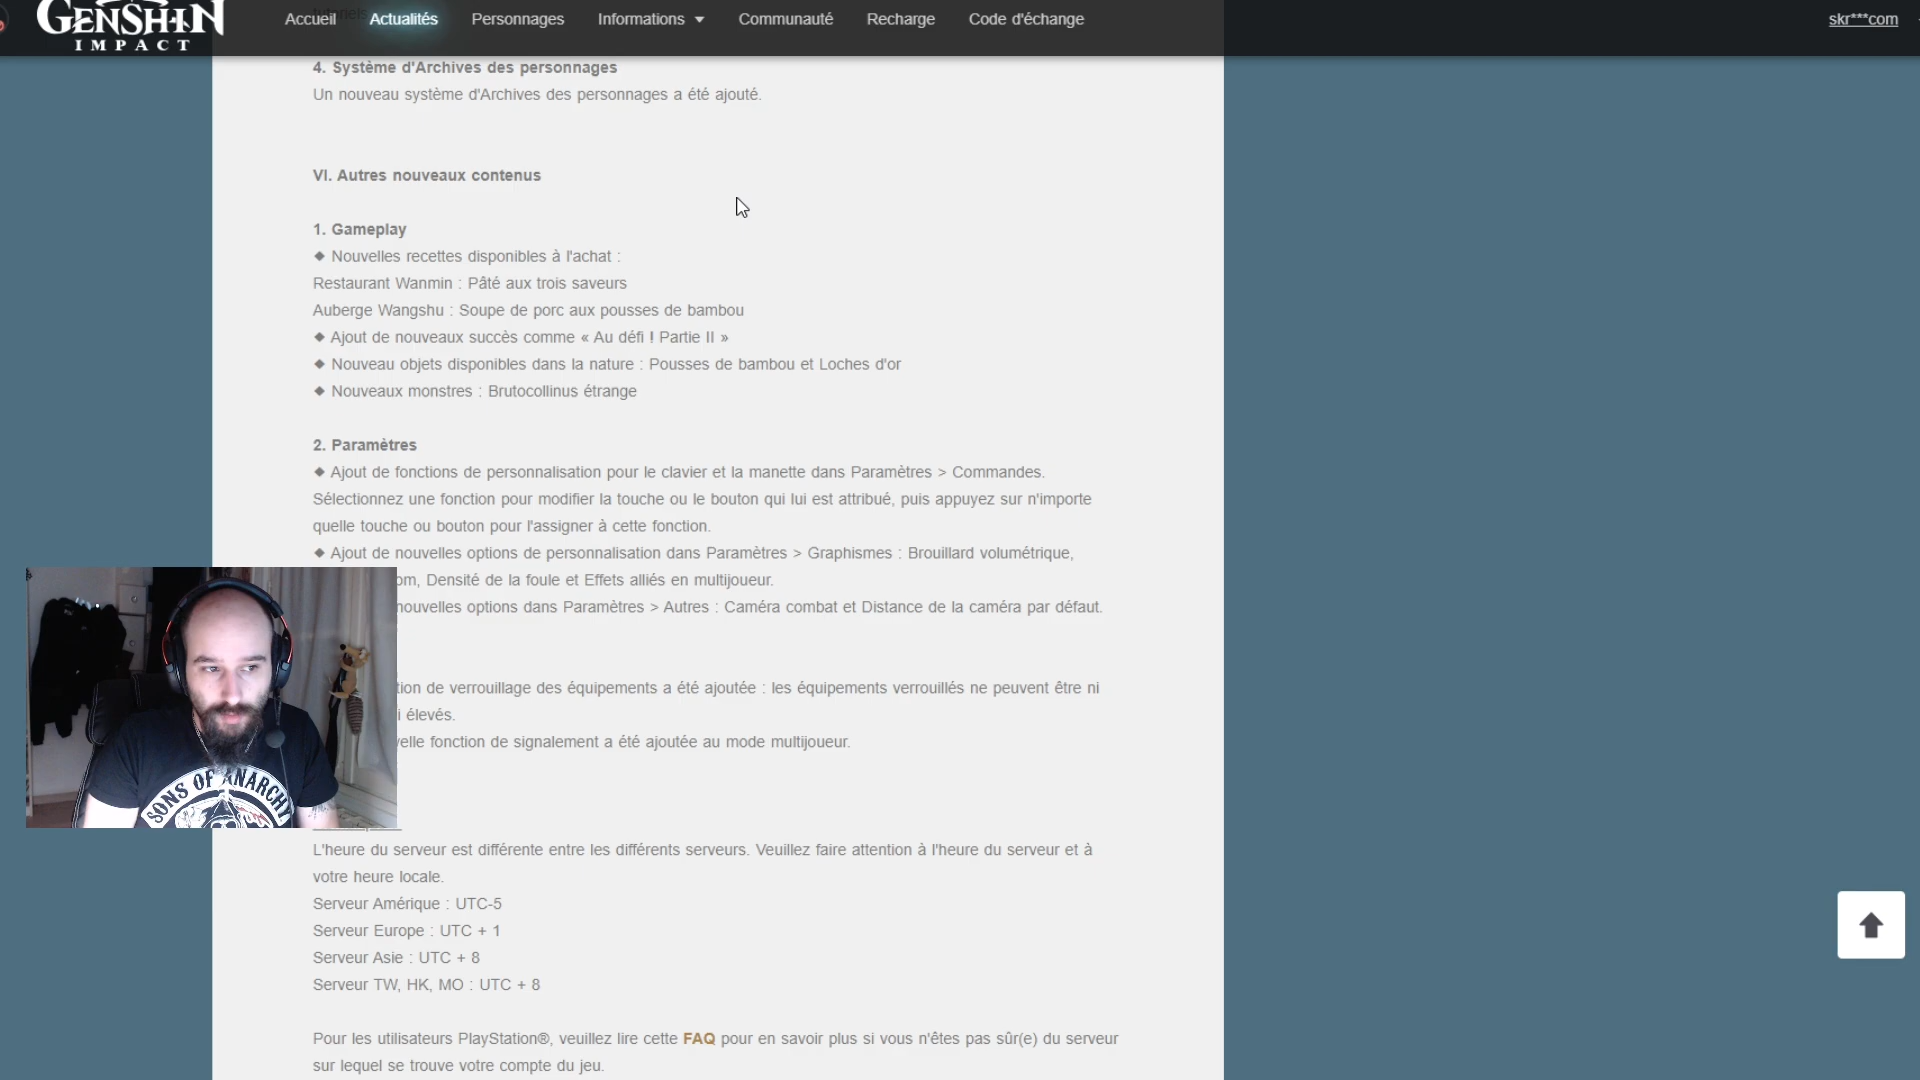 GENSHIN
IMPACT
Accueil
Actualités
Personnages
Informations
Communauté
Recharge
Code d'échange
skr***com
4. Système d'Archives des personnages
Un nouveau système d'Archives des personnages a été ajouté.
VI. Autres nouveaux contenus
1. Gameplay
◆ Nouvelles recettes disponibles à l'achat :
Restaurant Wanmin : Pâté aux trois saveurs
Auberge Wangshu : Soupe de porc aux pousses de bambou
◆ Ajout de nouveaux succès comme « Au défi ! Partie II »
◆ Nouveau objets disponibles dans la nature : Pousses de bambou et Loches d'or
◆ Nouveaux monstres : Brutocollinus étrange
2. Paramètres
◆ Ajout de fonctions de personnalisation pour le clavier et la manette dans Paramètres > Commandes.
Sélectionnez une fonction pour modifier la touche ou le bouton qui lui est attribué, puis appuyez sur n'importe
quelle touche ou bouton pour l'assigner à cette fonction.
◆ Ajout de nouvelles options de personnalisation dans Paramètres > Graphismes : Brouillard volumétrique,
om, Densité de la foule et Effets alliés en multijoueur.
nouvelles options dans Paramètres > Autres : Caméra combat et Distance de la caméra par défaut.
tion de verrouillage des équipements a été ajoutée : les équipements verrouillés ne peuvent être ni
i élevés.
velle fonction de signalement a été ajoutée au mode multijoueur.
SONS OF ANARCHY
L'heure du serveur est différente entre les différents serveurs. Veuillez faire attention à l'heure du serveur et à
votre heure locale.
Serveur Amérique : UTC-5
Serveur Europe : UTC + 1
Serveur Asie : UTC + 8
Serveur TW, HK, MO : UTC + 8
Pour les utilisateurs PlayStation®, veuillez lire cette FAQ pour en savoir plus si vous n'êtes pas sûr(e) du serveur
sur lequel se trouve votre compte du jeu.